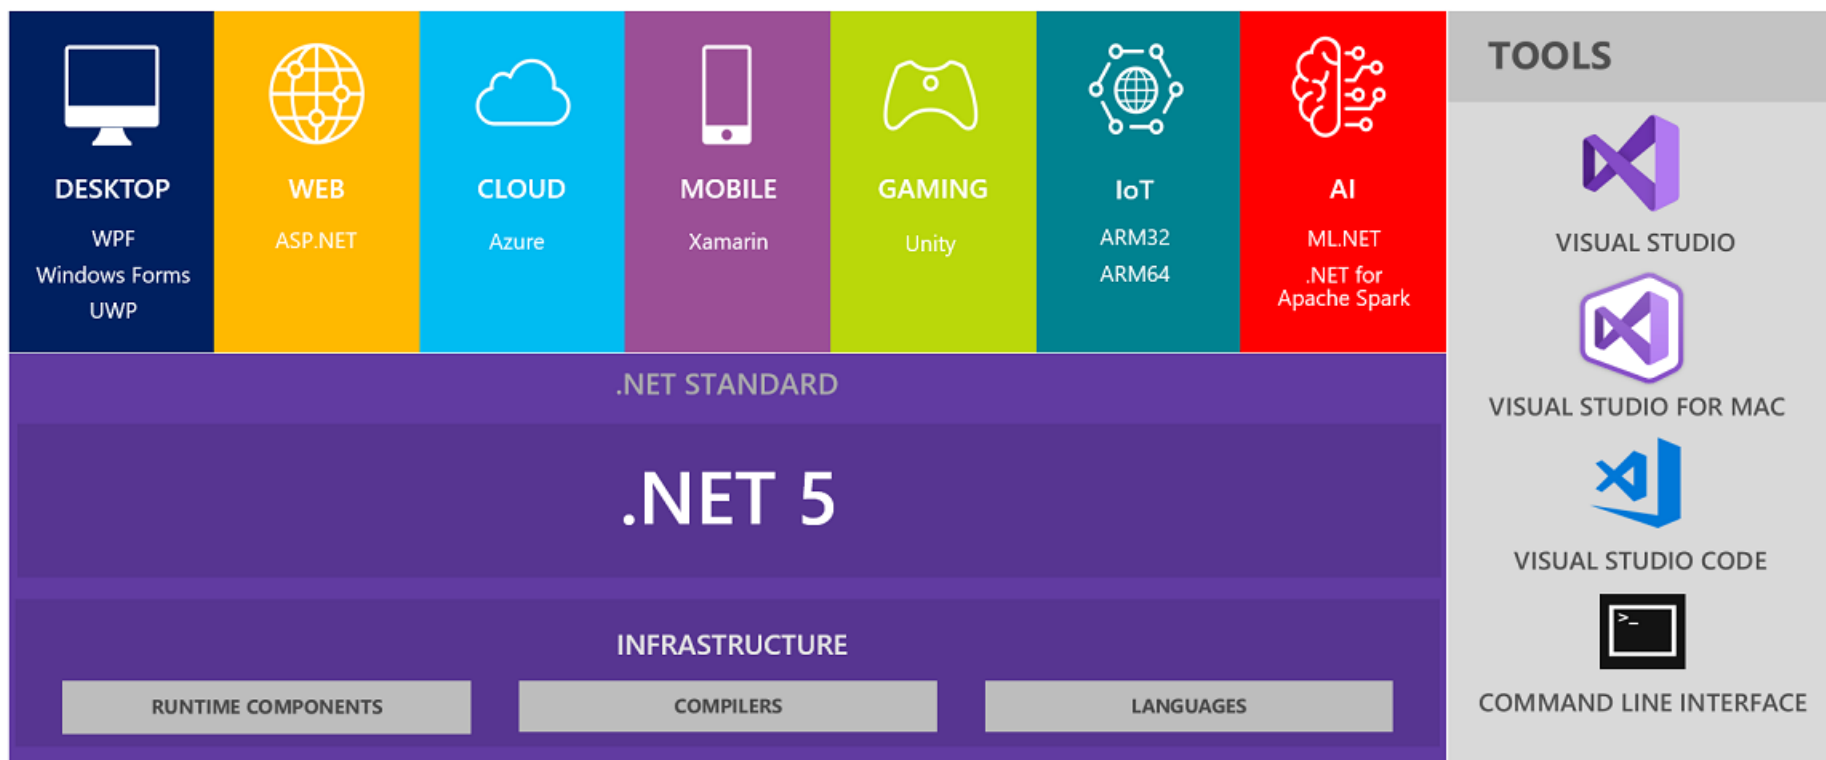 DESKTOP
WPF
Windows Forms
UWP
WEB
ASP.NET
CLOUD
Azure
MOBILE
Xamarin
GAMING
Unity
IoT
ARM32
ARM64
AI
ML.NET
.NET for
Apache Spark
.NET STANDARD
.NET 5
INFRASTRUCTURE
RUNTIME COMPONENTS
COMPILERS
LANGUAGES
TOOLS
VISUAL STUDIO
VISUAL STUDIO FOR MAC
VISUAL STUDIO CODE
>_
COMMAND LINE INTERFACE